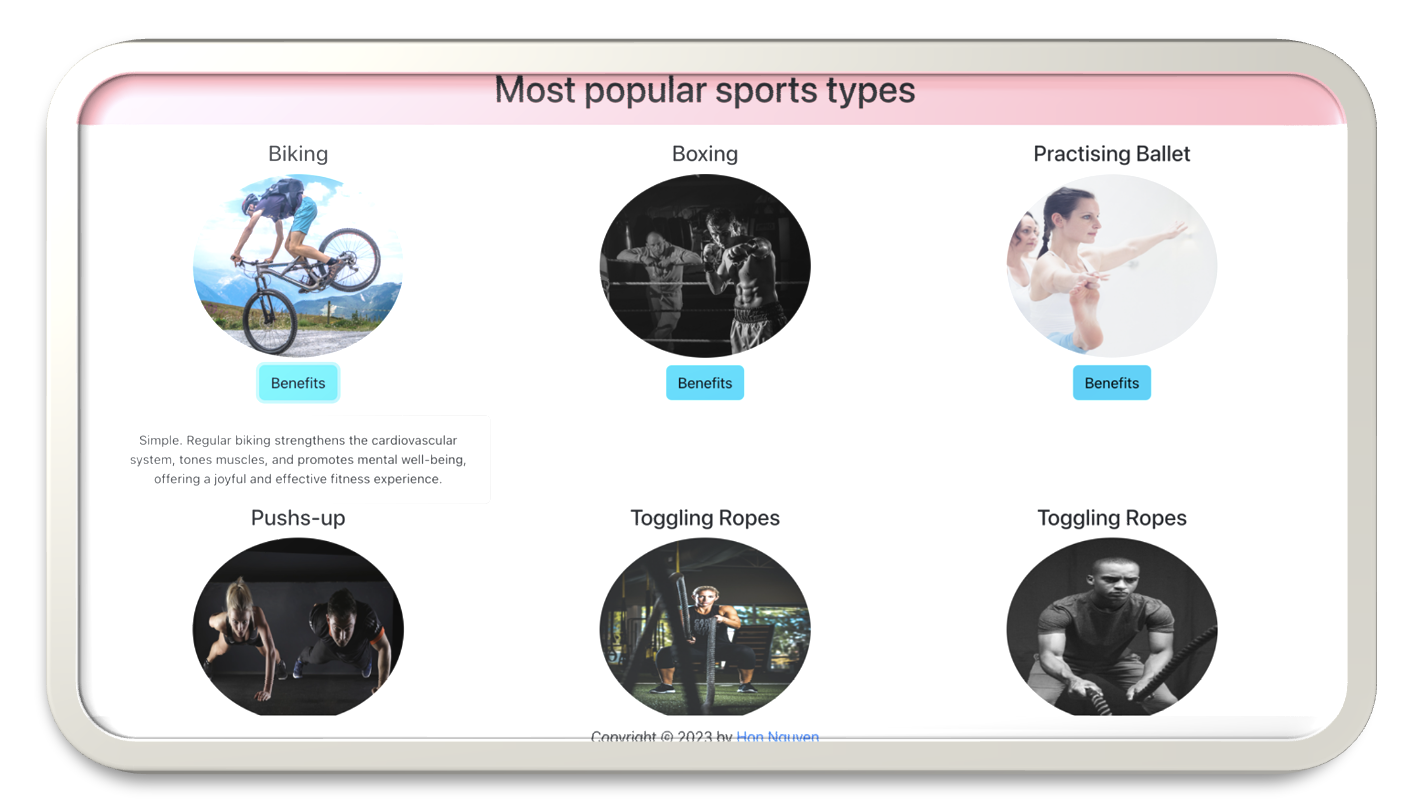 Most popular sports types
Biking
Boxing
Practising Ballet
Benefits
Benefits
Benefits
Simple. Regular biking strengthens the cardiovascular
system, tones muscles, and promotes mental well-being,
offering a joyful and effective fitness experience.
Pushs-up
Toggling Ropes
Toggling Ropes
Copyright © 2023 by Hon Nguyen